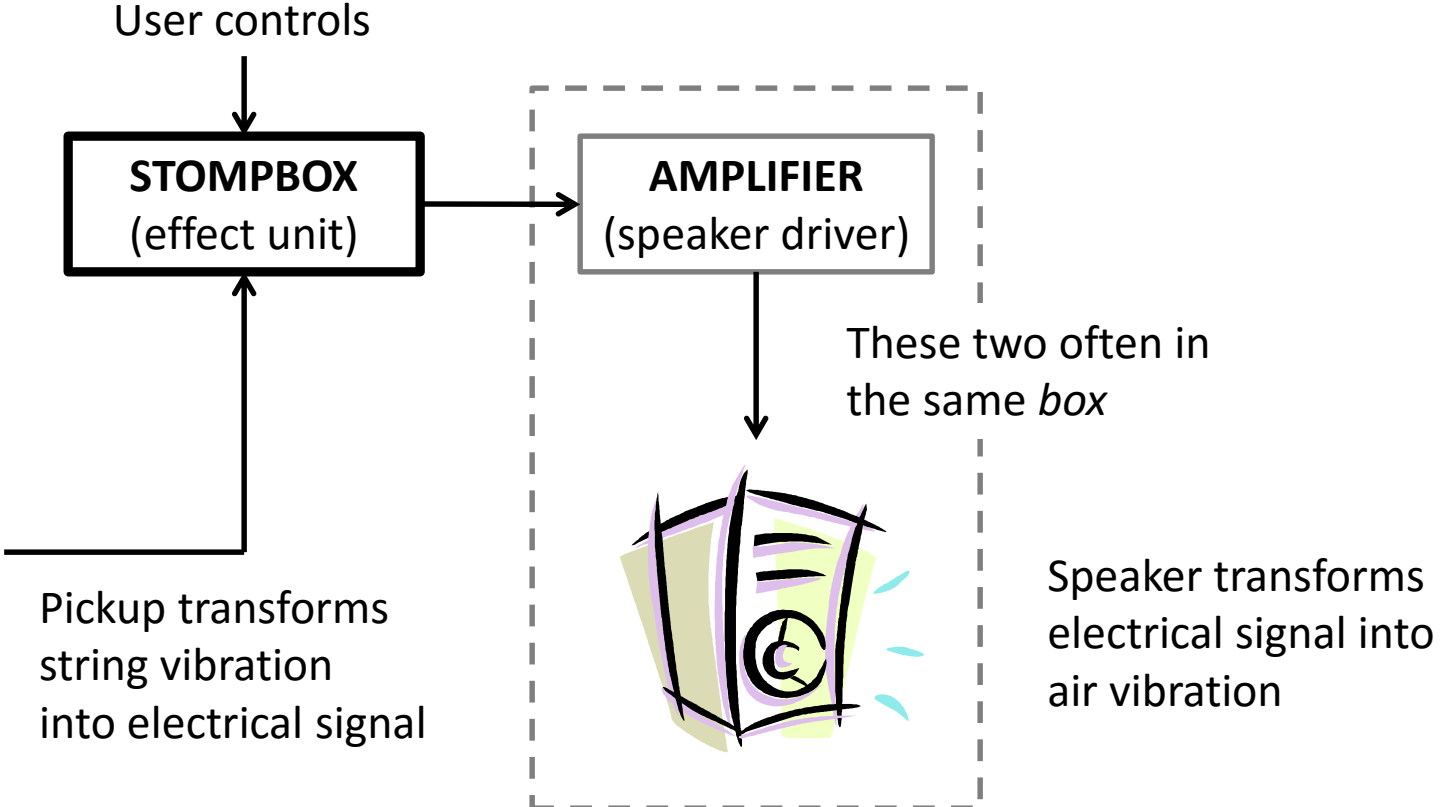 User controls
STOMPBOX
(effect unit)
AMPLIFIER
(speaker driver)
These two often in
the same box
Pickup transforms
string vibration
into electrical signal
Speaker transforms
electrical signal into
air vibration